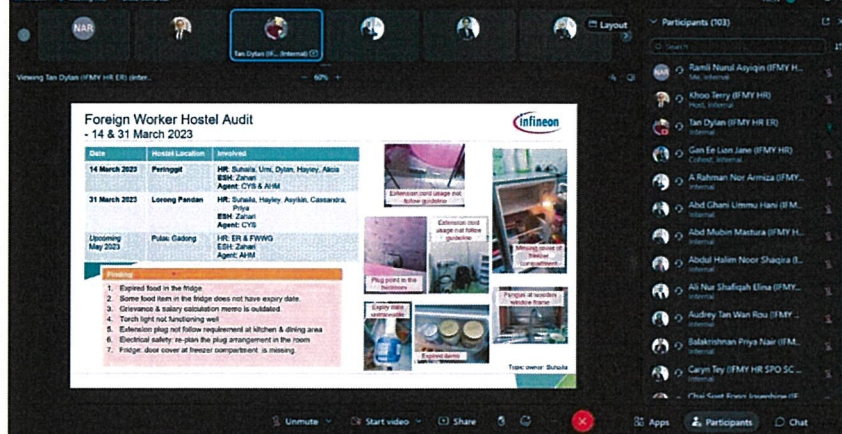 NAR
Tan Dylan (IF... (Internal)
Layout
Viewing Tan Dylan (IFMY HR ER) (Inter...
60%
Foreign Worker Hostel Audit
- 14 & 31 March 2023
infineon
Date Hostel Location Involved
14 March 2023 Peringgit HR: Suhaila, Umi, Dylan, Hayley, Alicia
ESH: Zahari
Agent: CYS & AHM
31 March 2023 Lorong Pandan HR: Suhaila, Hayley, Asyikin, Cassandra,
Priya
ESH: Zahari
Agent: CYS
Upcoming
May 2023
Pulau Gadong HR: ER & FWWG
ESH: Zahari
Agent: AHM
Finding
1. Expired food in the fridge
2. Some food item in the fridge does not have expiry date.
3. Grievance & salary calculation memo is outdated
4. Torch light not functioning well
5. Extension plug not follow requirement at kitchen & dining area
6. Electrical safety: re-plan the plug arrangement in the room
7. Fridge: door cover at freezer compartment is missing.
Extension cord usage not
follow guideline
Extension cord
usage not follow
guideline
Missing cover of
freezer
compartment
Plug point in the
bedroom
Fungus at wooden
window frame
Expiry date
Expired items
Topic owner: Suhaila
Participants (103)
Search
NAR
Ramli Nurul Asyiqin (IFMY H...
Me, Internal
Khoo Terry (IFMY HR)
Host, Internal
Tan Dylan (IFMY HR ER)
Internal
Gan Ee Lian Jane (IFMY HR)
Cohost, Internal
A Rahman Nor Armiza (IFMY...
Internal
Abd Ghani Ummu Hani (IFM...
Internal
Abd Mubin Mastura (IFMY H...
Internal
Abdul Halim Noor Shaqira (I...
Internal
Ali Nur Shafiqah Elina (IFMY...
Internal
Audrey Tan Wan Rou (IFMY ...
Internal
Balakrishnan Priya Nair (IFM...
Internal
Caryn Tey (IFMY HR SPO SC ...
Internal
Unmute
Start video
Share
Apps
Participants
Chat